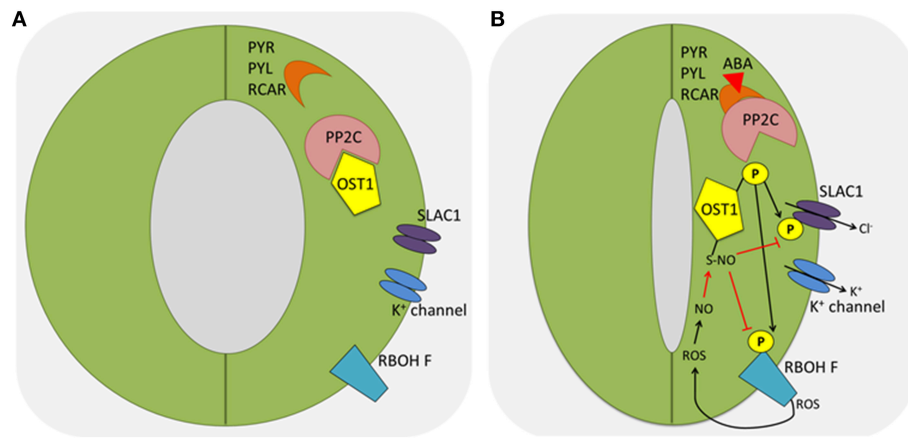 A
PYR
PYL
RCAR
PP2C
OST1
SLAC1
K⁺ channel
RBOH F
B
PYR
PYL
RCAR
ABA
PP2C
P
OST1
SLAC1
P
Cl⁻
S-NO
K⁺
K⁺ channel
NO
P
ROS
RBOH F
ROS